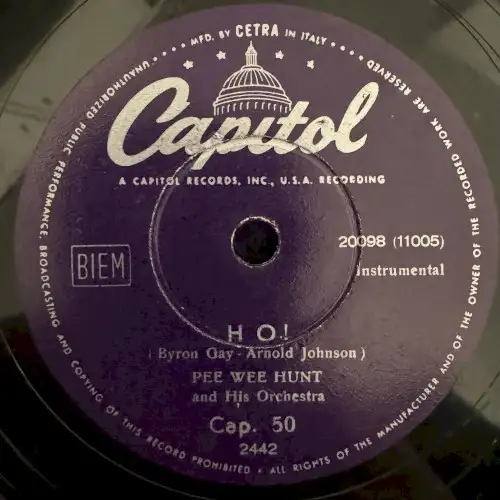 • • • • MFD. BY CETRA IN ITALY • • • •
Capitol
A CAPITOL RECORDS, INC., U.S.A. RECORDING
20098 (11005)
Instrumental
BIEM
HO!
( Byron Gay - Arnold Johnson )
PEE WEE HUNT
and His Orchestra
Cap. 50
2442
UNAUTHORIZED PUBLIC PERFORMANCE, BROADCASTING AND COPYING OF THIS RECORD PROHIBITED • ALL RIGHTS OF THE MANUFACTURER AND OF THE OWNER OF THE RECORDED WORK ARE RESERVED